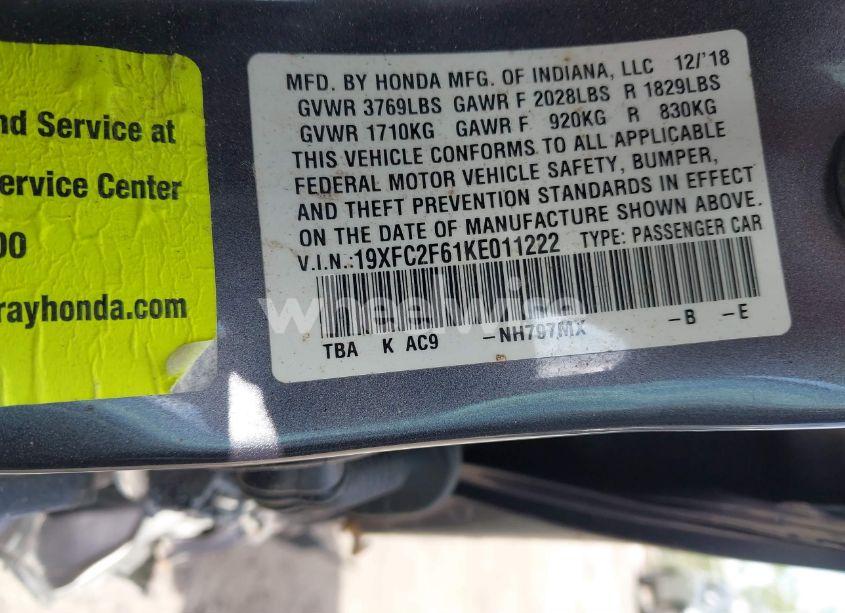 nd Service at
ervice Center
00
rayhonda.com
MFD. BY HONDA MFG. OF INDIANA, LLC 12/'18
GVWR 3769LBS GAWR F 2028LBS R 1829LBS
GVWR 1710KG GAWR F 920KG R 830KG
THIS VEHICLE CONFORMS TO ALL APPLICABLE
FEDERAL MOTOR VEHICLE SAFETY, BUMPER,
AND THEFT PREVENTION STANDARDS IN EFFECT
ON THE DATE OF MANUFACTURE SHOWN ABOVE.
V.I.N.:19XFC2F61KE011222 TYPE: PASSENGER CAR
wheelwise
TBA K AC9 -NH797MX -B -E